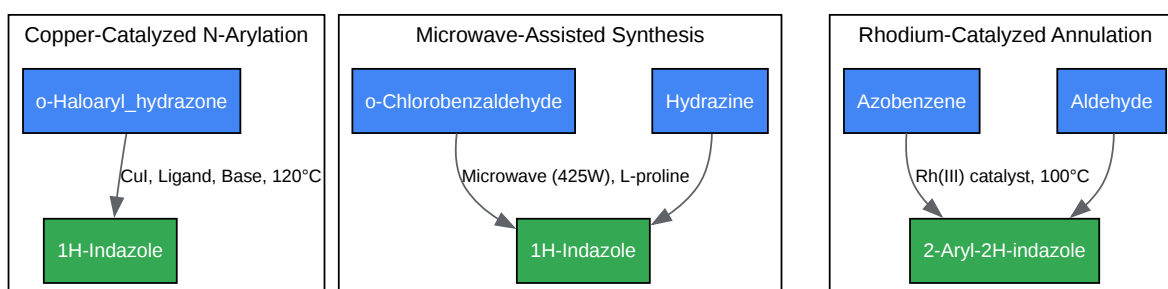 Copper-Catalyzed N-Arylation
o-Haloaryl_hydrazone
CuI, Ligand, Base, 120°C
1H-Indazole
Microwave-Assisted Synthesis
o-Chlorobenzaldehyde
Hydrazine
Microwave (425W), L-proline
1H-Indazole
Rhodium-Catalyzed Annulation
Azobenzene
Aldehyde
Rh(III) catalyst, 100°C
2-Aryl-2H-indazole